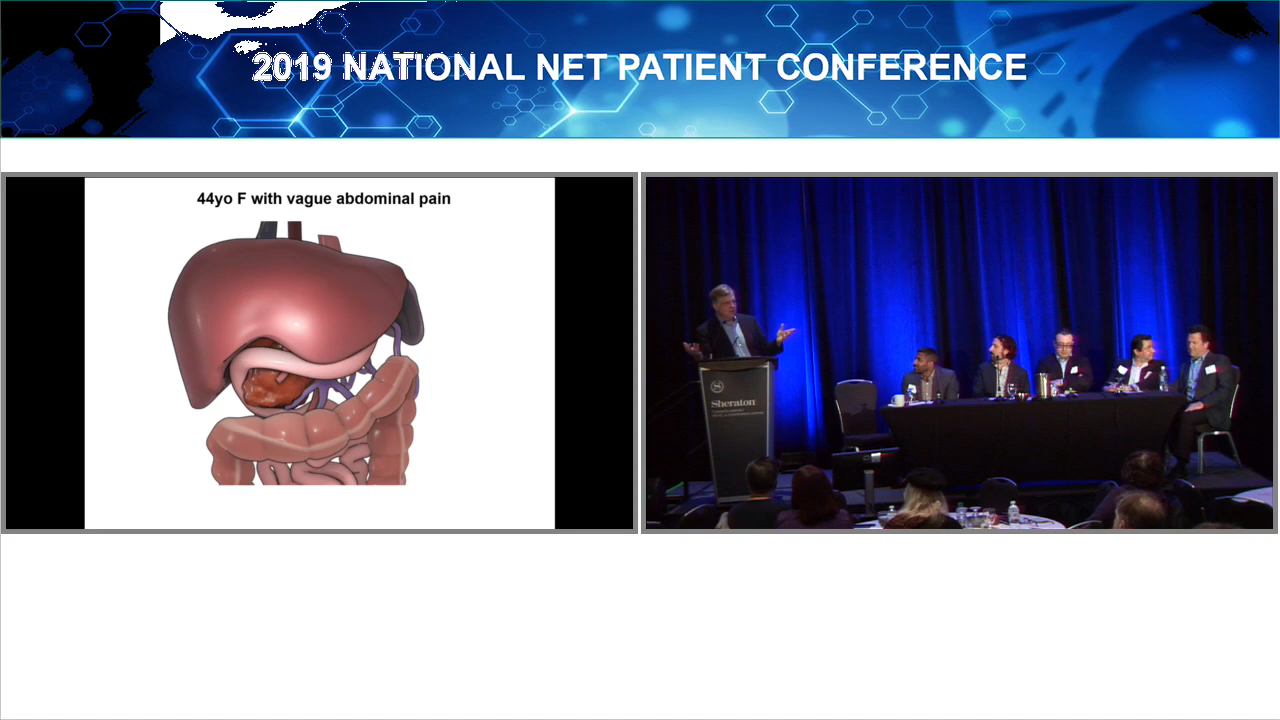 2019 NATIONAL NET PATIENT CONFERENCE
44yo F with vague abdominal pain
Sheraton